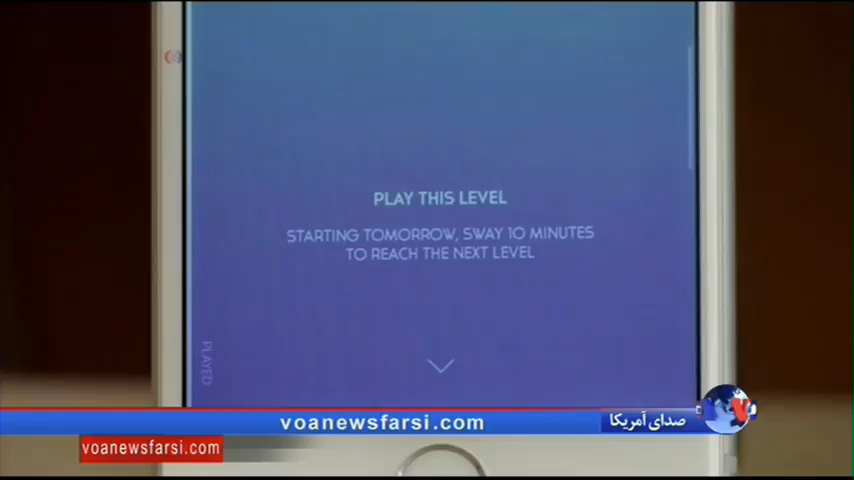 PLAY THIS LEVEL
STARTING TOMORROW, SWAY 10 MINUTES
TO REACH THE NEXT LEVEL
PLAYED
voanewsfarsi.com
صدای آمریکا
voanewsfarsi.com